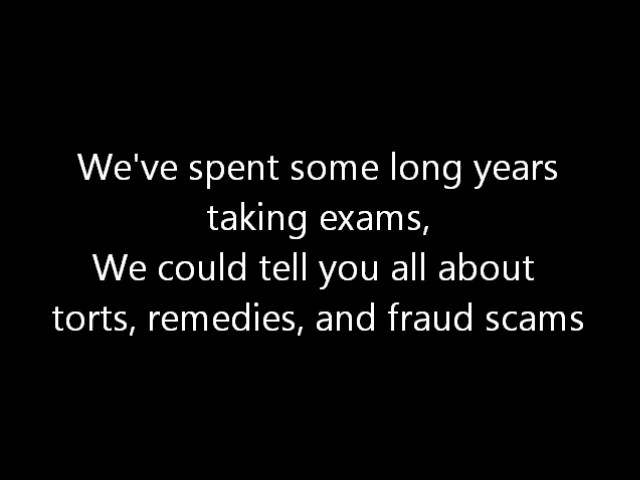 We've spent some long years
taking exams,
We could tell you all about
torts, remedies, and fraud scams